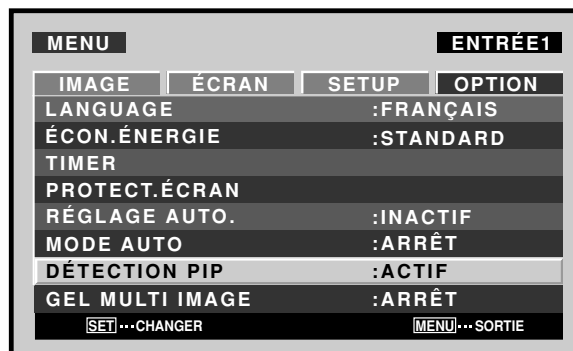 MENU ENTRÉE1
IMAGE ÉCRAN SETUP OPTION
LANGUAGE :FRANÇAIS
ÉCON.ÉNERGIE :STANDARD
TIMER
PROTECT.ÉCRAN
RÉGLAGE AUTO. :INACTIF
MODE AUTO :ARRÊT
DÉTECTION PIP :ACTIF
GEL MULTI IMAGE :ARRÊT
SET···CHANGER MENU···SORTIE